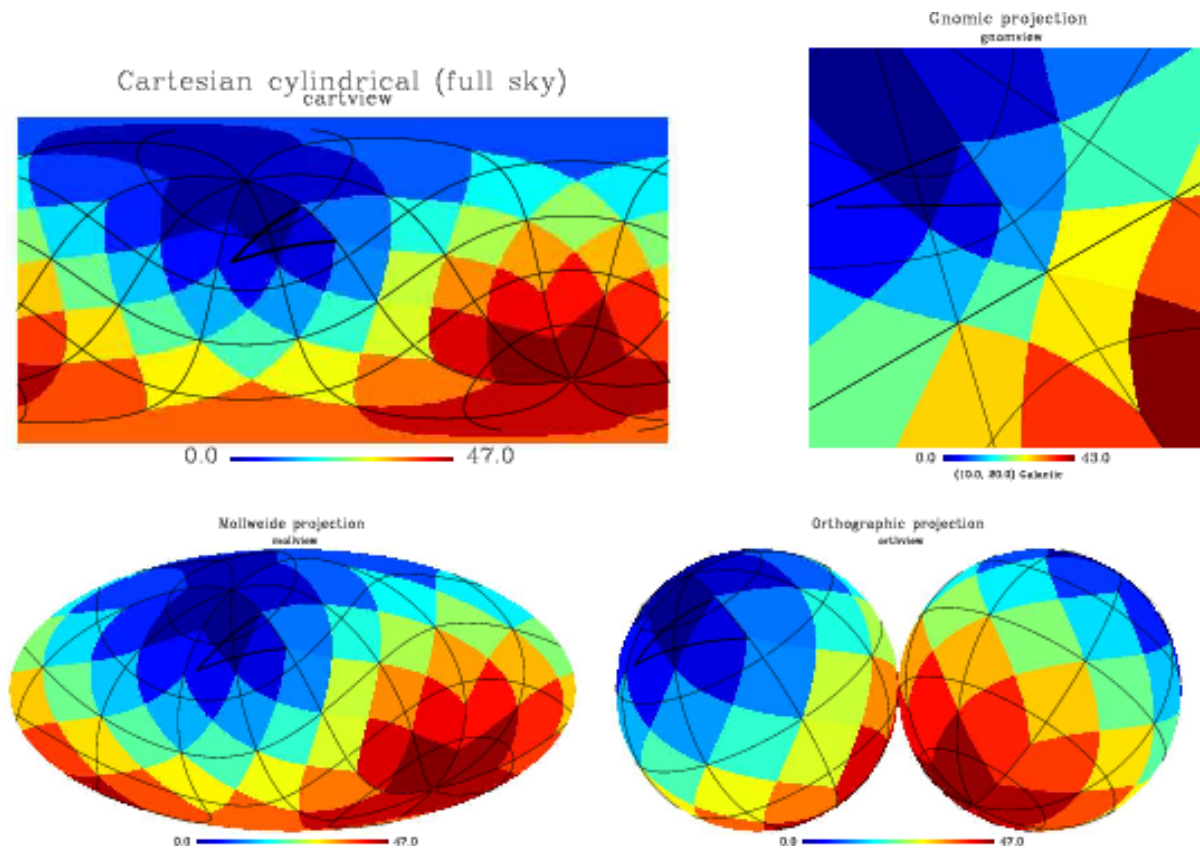 Gnomic projection
gnomview
Cartesian cylindrical (full sky)
cartview
0.0 47.0
0.0 43.0
(10.0, 20.0) Galactic
Mollweide projection
mollview
Orthographic projection
orthview
0.0 47.0
0.0 47.0